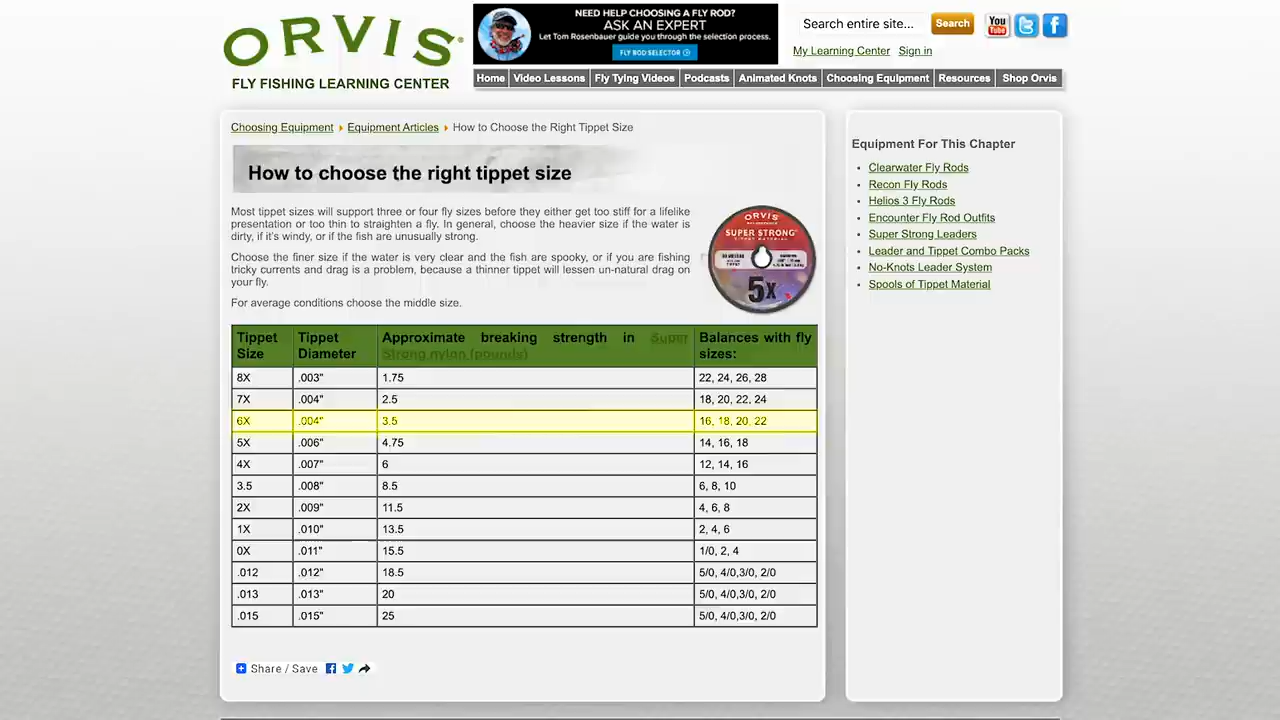 ORVIS
FLY FISHING LEARNING CENTER
NEED HELP CHOOSING A FLY ROD?
ASK AN EXPERT
Let Tom Rosenbauer guide you through the selection process.
FLY ROD SELECTOR
Search entire site... Search You Tube
My Learning Center Sign in
Home Video Lessons Fly Tying Videos Podcasts Animated Knots Choosing Equipment Resources Shop Orvis
Choosing Equipment Equipment Articles How to Choose the Right Tippet Size
How to choose the right tippet size
Most tippet sizes will support three or four fly sizes before they either get too stiff for a lifelike
presentation or too thin to straighten a fly. In general, choose the heavier size if the water is
dirty, if it's windy, or if the fish are unusually strong.
Choose the finer size if the water is very clear and the fish are spooky, or if you are fishing
tricky currents and drag is a problem, because a thinner tippet will lessen un-natural drag on
your fly.
For average conditions choose the middle size.
ORVIS
SUPER STRONG
TIPPET MATERIAL
5X
Tippet Size Tippet Diameter Approximate breaking strength in Super Strong nylon (pounds) Balances with fly sizes:
8X .003" 1.75 22, 24, 26, 28
7X .004" 2.5 18, 20, 22, 24
6X .004" 3.5 16, 18, 20, 22
5X .006" 4.75 14, 16, 18
4X .007" 6 12, 14, 16
3.5 .008" 8.5 6, 8, 10
2X .009" 11.5 4, 6, 8
1X .010" 13.5 2, 4, 6
0X .011" 15.5 1/0, 2, 4
.012 .012" 18.5 5/0, 4/0,3/0, 2/0
.013 .013" 20 5/0, 4/0,3/0, 2/0
.015 .015" 25 5/0, 4/0,3/0, 2/0
Share / Save
Equipment For This Chapter
Clearwater Fly Rods
Recon Fly Rods
Helios 3 Fly Rods
Encounter Fly Rod Outfits
Super Strong Leaders
Leader and Tippet Combo Packs
No-Knots Leader System
Spools of Tippet Material